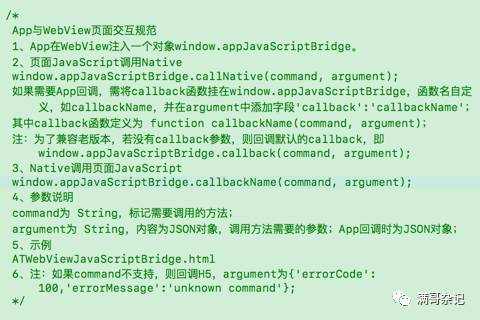 /*
App与WebView页面交互规范
1、App在WebView注入一个对象window.appJavaScriptBridge。
2、页面JavaScript调用Native
window.appJavaScriptBridge.callNative(command, argument);
如果需要App回调，需将callback函数挂在window.appJavaScriptBridge，函数名自定
义，如callbackName，并在argument中添加字段'callback':'callbackName'；
其中callback函数定义为 function callbackName(command, argument)；
注：为了兼容老版本，若没有callback参数，则回调默认的callback，即
window.appJavaScriptBridge.callback(command, argument);
3、Native调用页面JavaScript
window.appJavaScriptBridge.callbackName(command, argument);
4、参数说明
command为 String，标记需要调用的方法；
argument为 String，内容为JSON对象，调用方法需要的参数；App回调时为JSON对象；
5、示例
ATWebViewJavaScriptBridge.html
6、注：如果command不支持，则回调H5，argument为{'errorCode':
100,'errorMessage':'unknown command'};
*/
满哥杂记